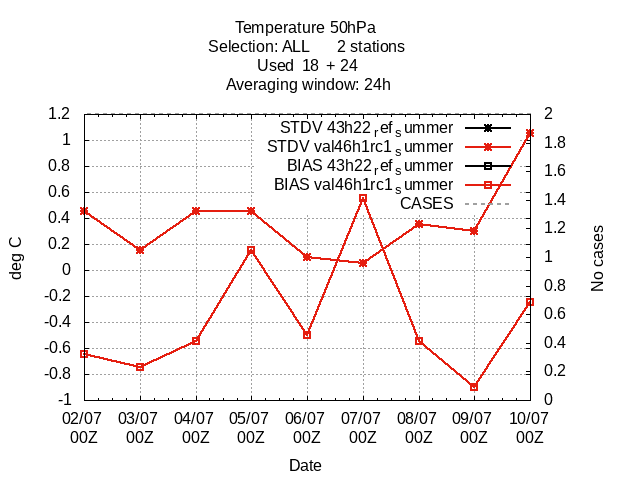 Temperature 50hPa
Selection: ALL 2 stations
Used 18 + 24
Averaging window: 24h
1.2
1
0.8
0.6
0.4
0.2
0
-0.2
-0.4
-0.6
-0.8
-1
deg C
STDV 43h22refsummer
STDV val46h1rc1summer
BIAS 43h22refsummer
BIAS val46h1rc1summer
CASES
2
1.8
1.6
1.4
1.2
1
0.8
0.6
0.4
0.2
0
No cases
02/07 03/07 04/07 05/07 06/07 07/07 08/07 09/07 10/07
00Z 00Z 00Z 00Z 00Z 00Z 00Z 00Z 00Z
Date